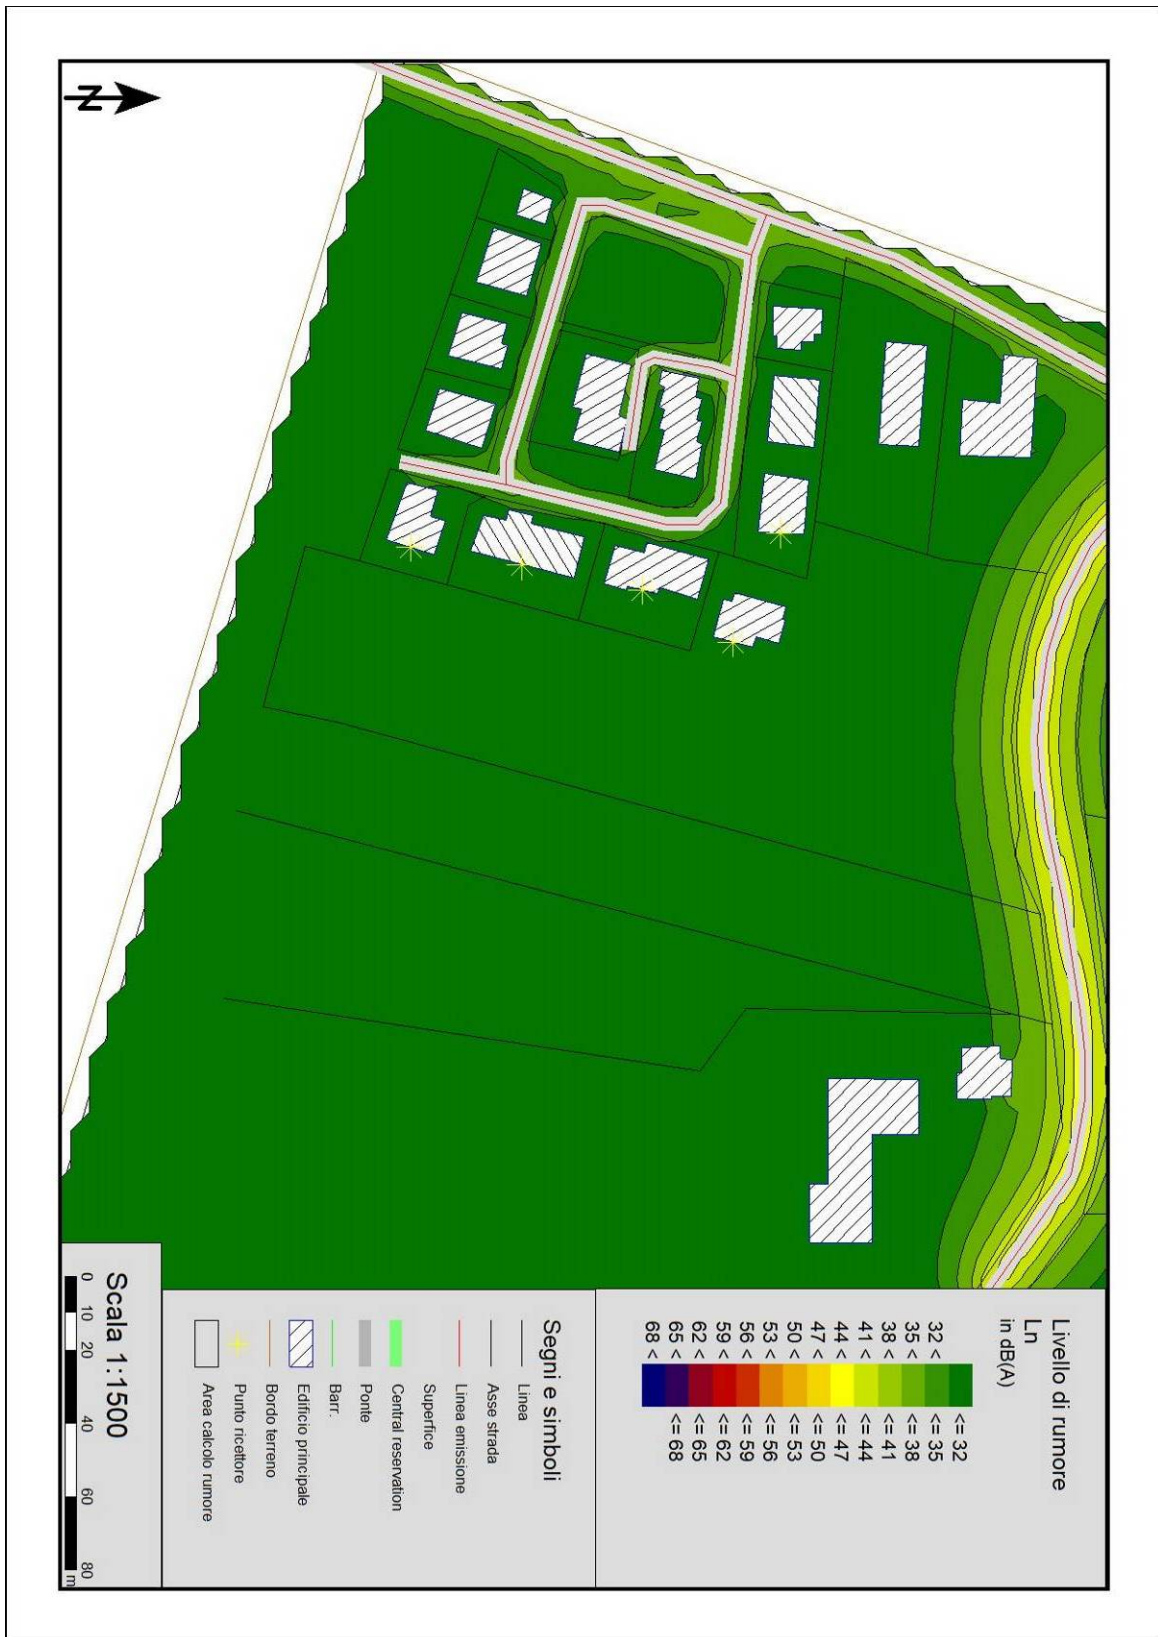 N
Livello di rumore
Ln
in dB(A)
<= 32
32 < <= 35
35 < <= 38
38 < <= 41
41 < <= 44
44 < <= 47
47 < <= 50
50 < <= 53
53 < <= 56
56 < <= 59
59 < <= 62
62 < <= 65
65 < <= 68
68 <
Segni e simboli
Linea
Asse strada
Linea emissione
Superfice
Central reservation
Ponte
Barr.
Edificio principale
Bordo terreno
Punto ricettore
Area calcolo rumore
Scala 1:1500
0 10 20 40 60 80
m